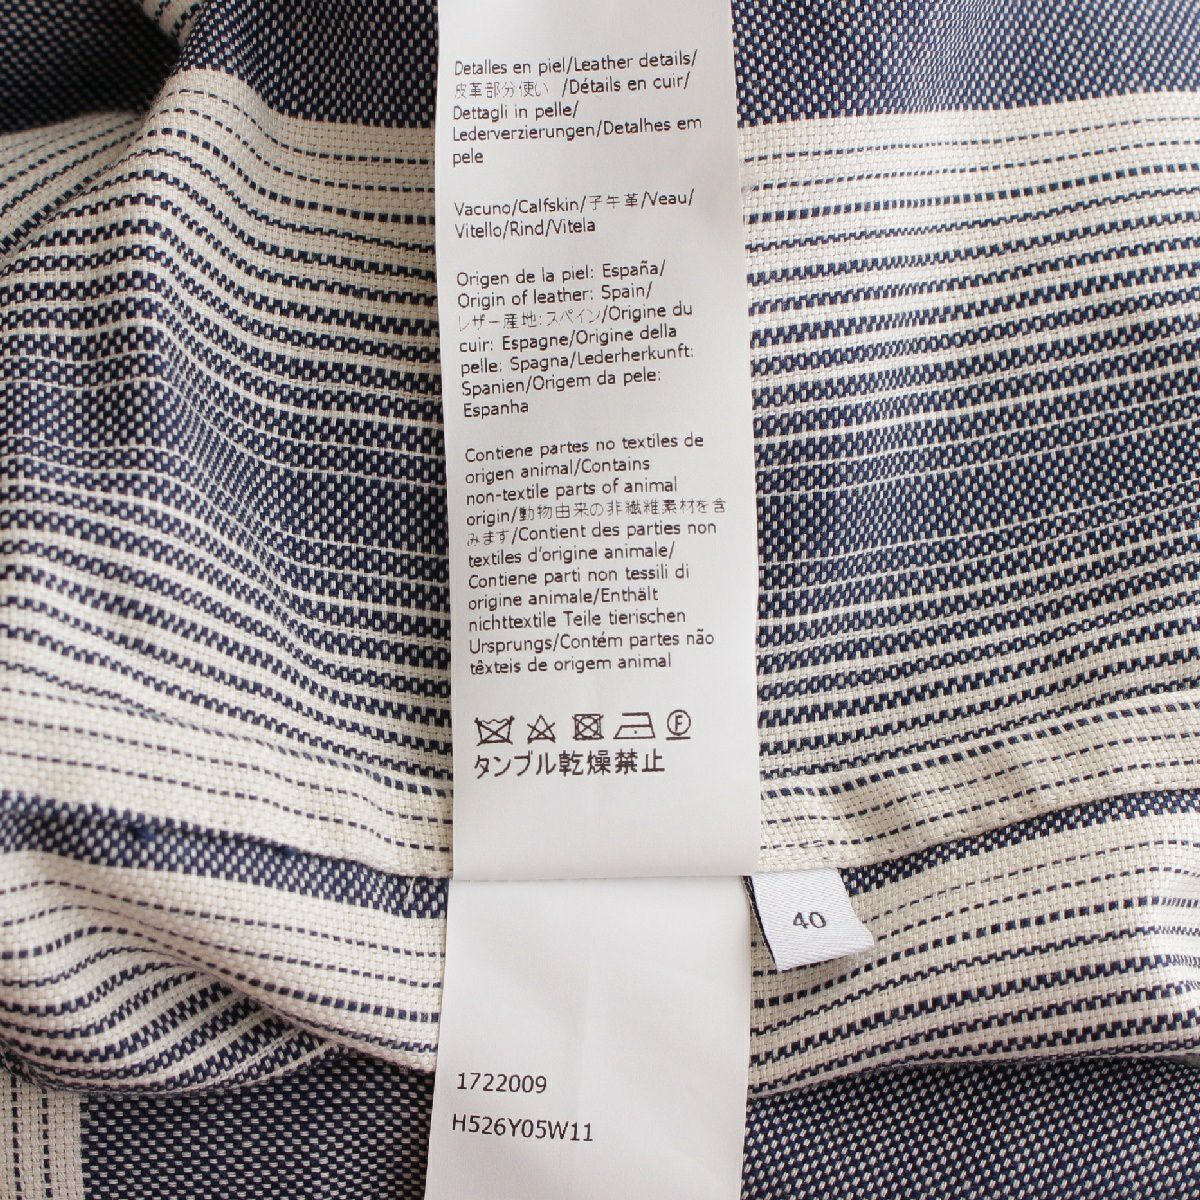 Detalles en piel/Leather details/
皮革部分使い /Détails en cuir/
Dettagli in pelle/
Lederverzierungen/Detalhes em
pele
Vacuno/Calfskin/子牛革/Veau/
Vitello/Rind/Vitela
Origen de la piel: España/
Origin of leather: Spain/
レザー産地:スペイン/Origine du
cuir: Espagne/Origine della
pelle: Spagna/Lederherkunft:
Spanien/Origem da pele:
Espanha
Contiene partes no textiles de
origen animal/Contains
non-textile parts of animal
origin/動物由来の非繊維素材を含
みます/Contient des parties non
textiles d'origine animale/
Contiene parti non tessili di
origine animale/Enthält
nichttextile Teile tierischen
Ursprungs/Contém partes não
têxteis de origem animal
F
タンブル乾燥禁止
40
1722009
H526Y05W11